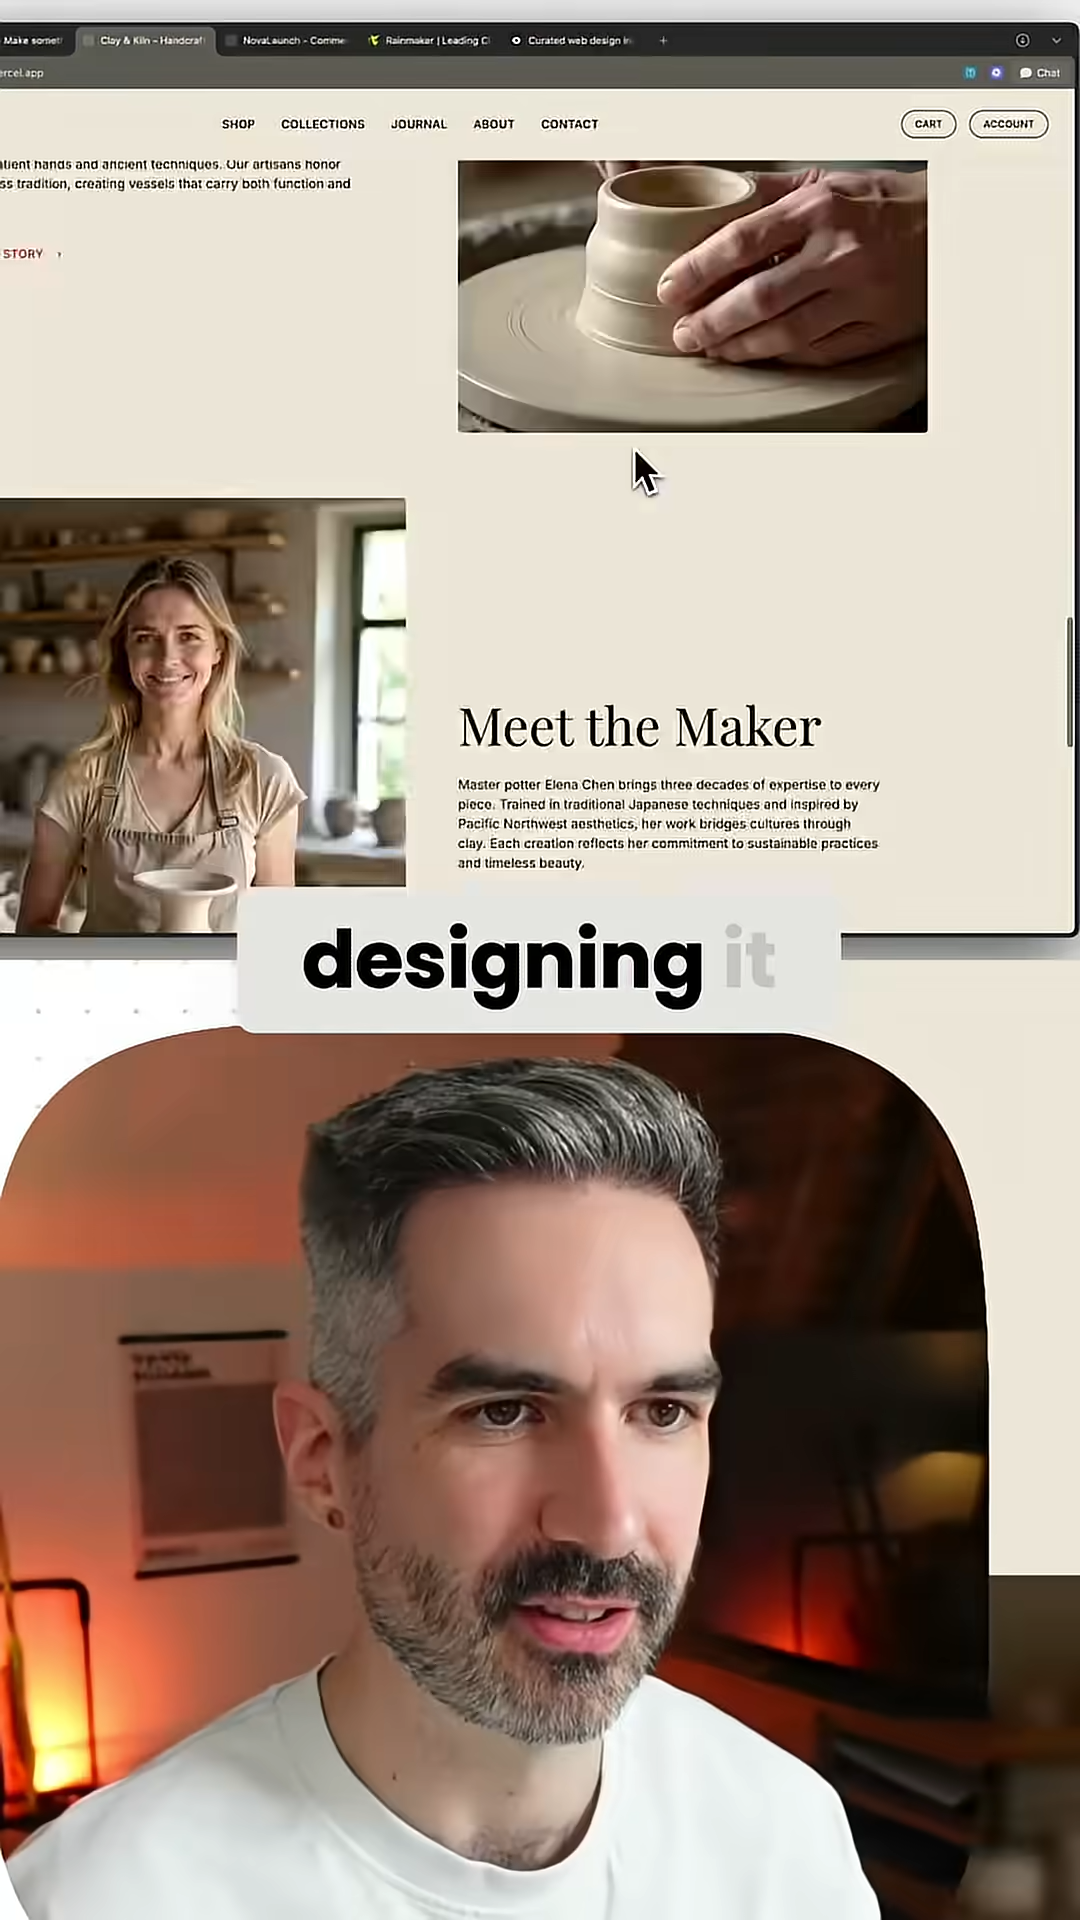 Make somet
Clay & Kiln – Handcraf
NovaLaunch - Comme
Rainmaker | Leading C
Curated web design in
ercel.app
Chat
SHOP
COLLECTIONS
JOURNAL
ABOUT
CONTACT
CART
ACCOUNT
atient hands and ancient techniques. Our artisans honor
ss tradition, creating vessels that carry both function and
STORY ›
Meet the Maker
Master potter Elena Chen brings three decades of expertise to every
piece. Trained in traditional Japanese techniques and inspired by
Pacific Northwest aesthetics, her work bridges cultures through
clay. Each creation reflects her commitment to sustainable practices
and timeless beauty.
designing it